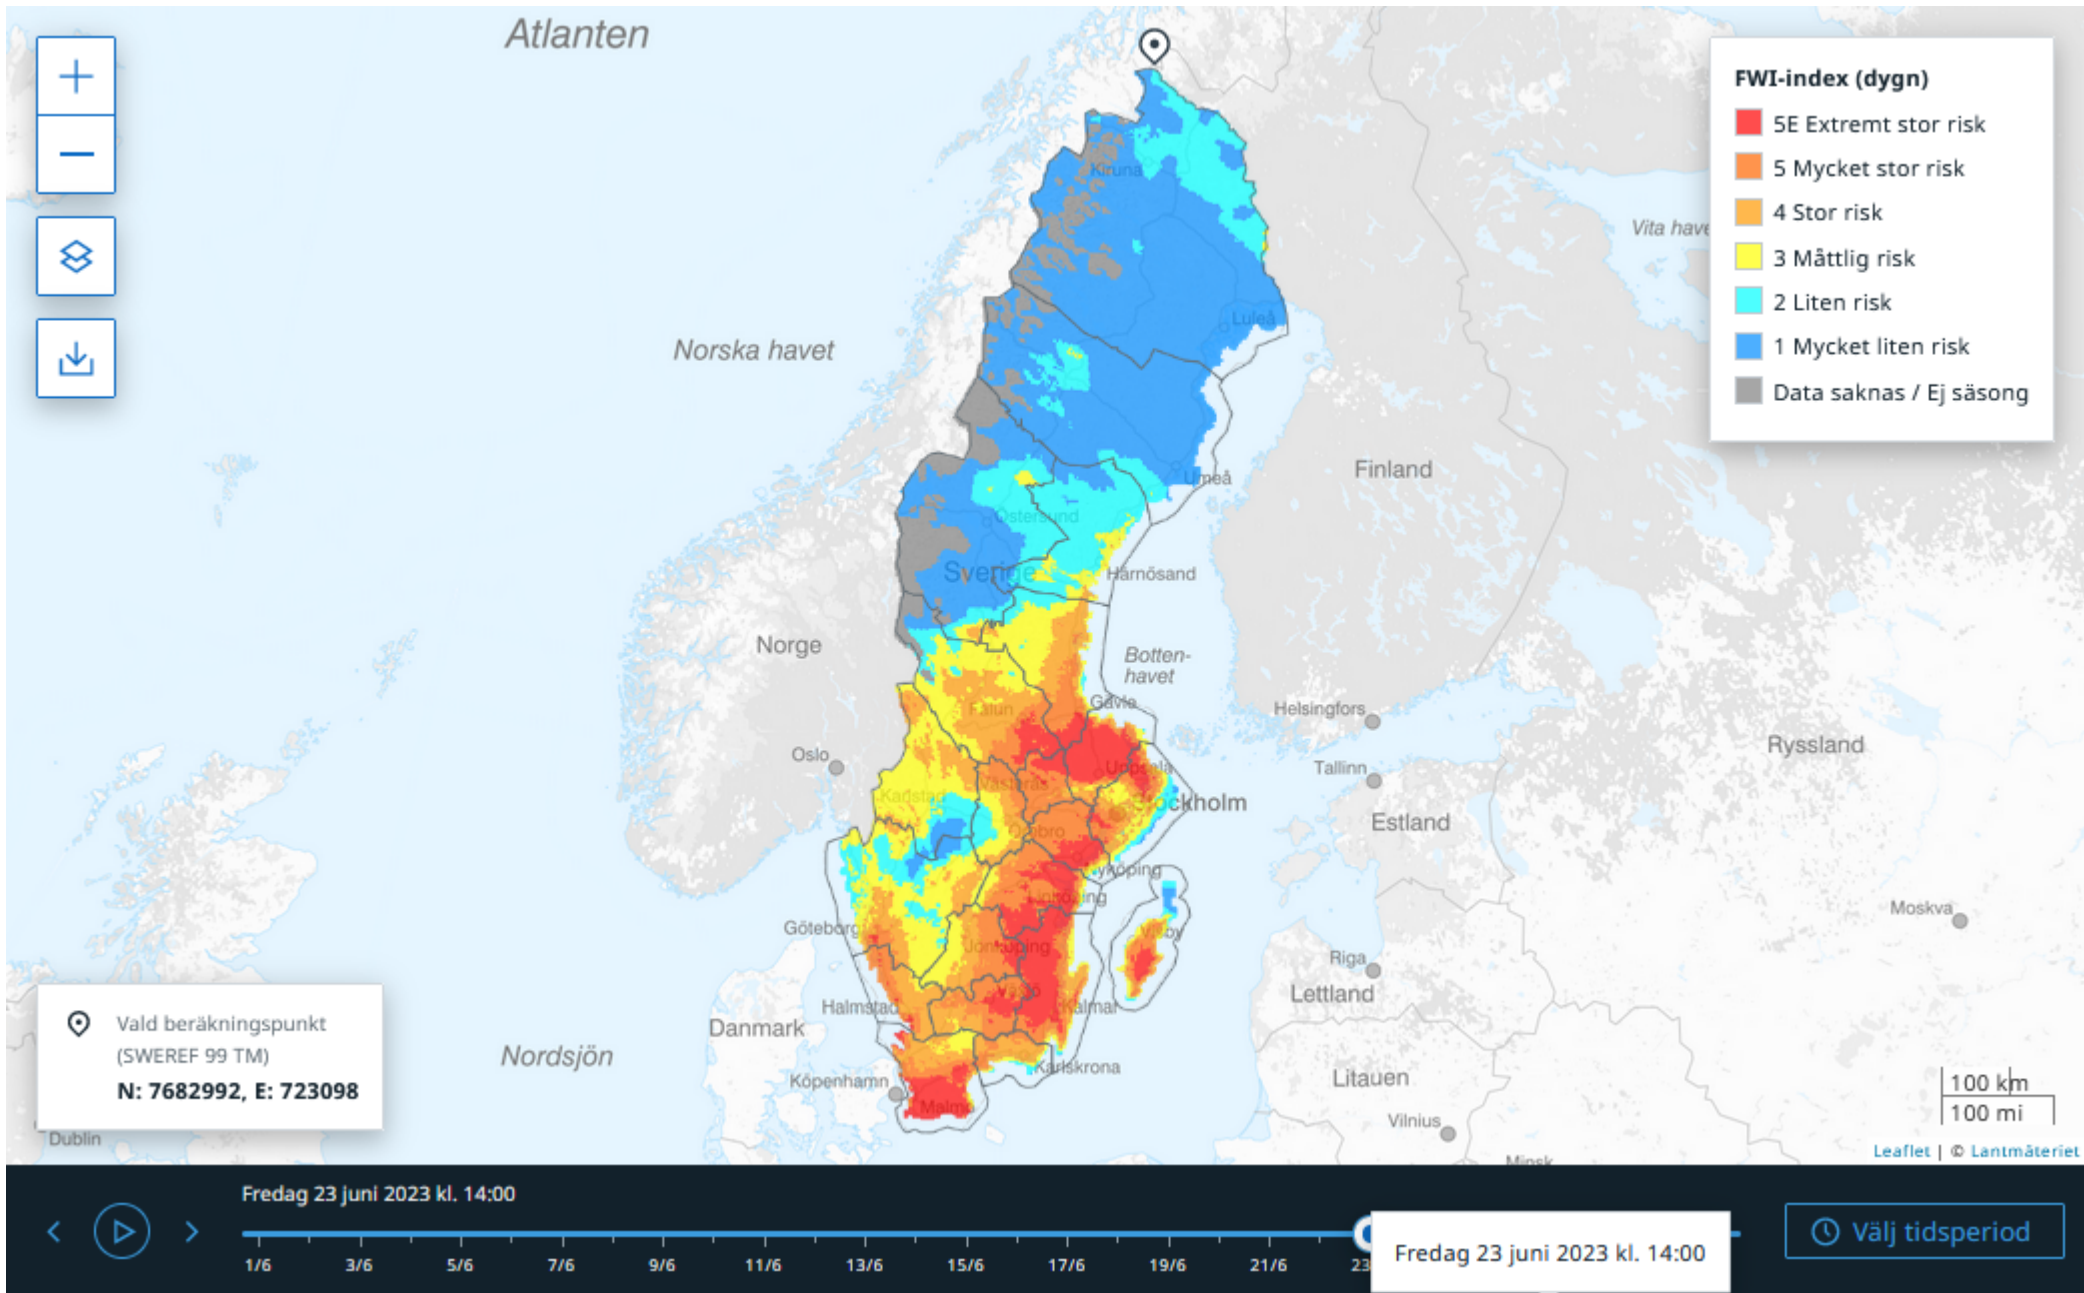 Atlanten
FWI-index (dygn)
5E Extremt stor risk
5 Mycket stor risk
4 Stor risk
3 Måttlig risk
2 Liten risk
1 Mycket liten risk
Data saknas / Ej säsong
Kiruna
Vita have
Luleå
Norska havet
Finland
Umeå
Östersund
Sverige
Härnösand
Norge
Botten-
havet
Falun
Gävle
Helsingfors
Oslo
Ryssland
Uppsala
Tallinn
Västerås
Karlstad
Stockholm
Estland
Örebro
Nyköping
Linköping
Göteborg
Visby
Moskva
Jönköping
Riga
Växjö
Lettland
Halmstad
Kalmar
Danmark
Vald beräkningspunkt
(SWEREF 99 TM)
N: 7682992, E: 723098
Nordsjön
Karlskrona
Köpenhamn
Litauen
Malmö
Vilnius
Dublin
Minsk
100 km
100 mi
Leaflet | © Lantmäteriet
Fredag 23 juni 2023 kl. 14:00
1/6 3/6 5/6 7/6 9/6 11/6 13/6 15/6 17/6 19/6 21/6 23
Fredag 23 juni 2023 kl. 14:00
Välj tidsperiod